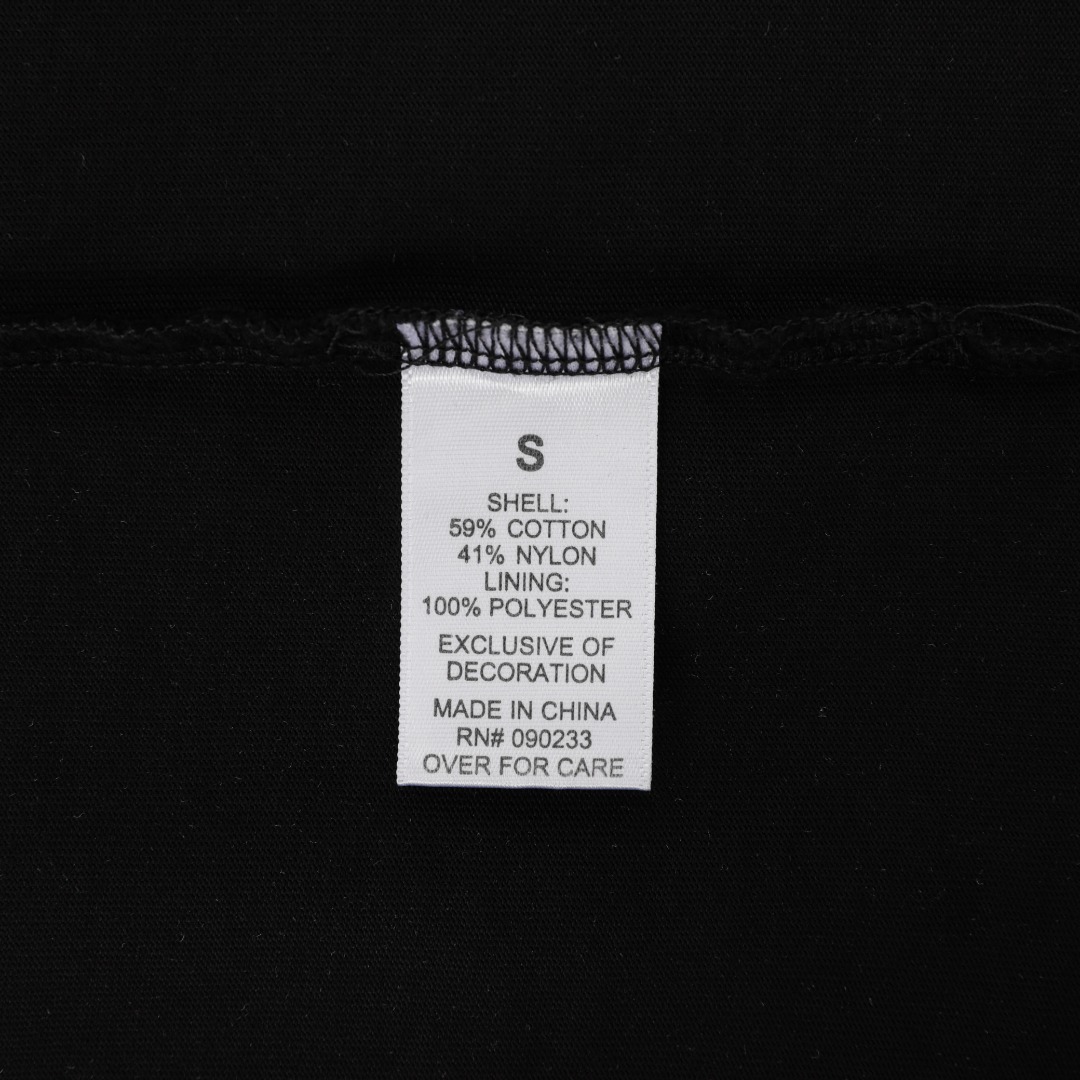 S
SHELL:
59% COTTON
41% NYLON
LINING:
100% POLYESTER
EXCLUSIVE OF
DECORATION
MADE IN CHINA
RN# 090233
OVER FOR CARE